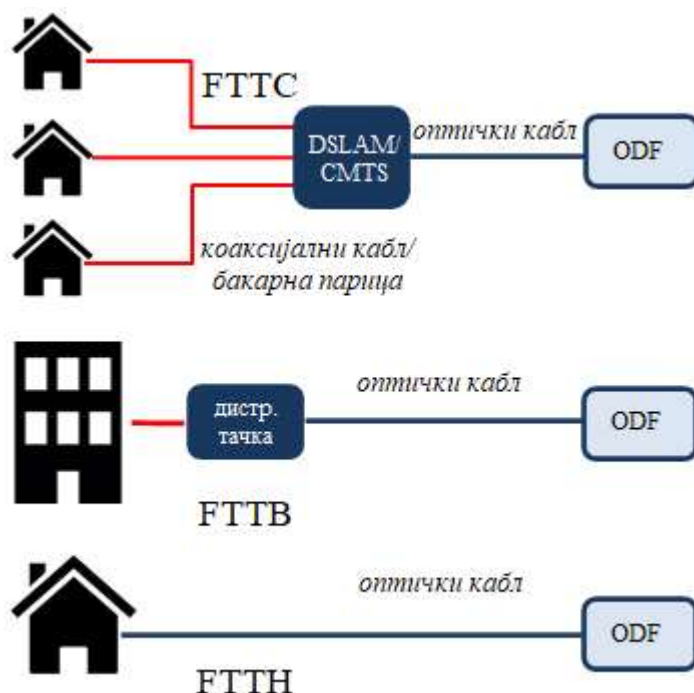 FTTC
DSLAM/
CMTS
оптички кабл
ODF
коаксијални кабл/
бакарна парица
дистр.
тачка
оптички кабл
ODF
FTTB
оптички кабл
ODF
FTTH